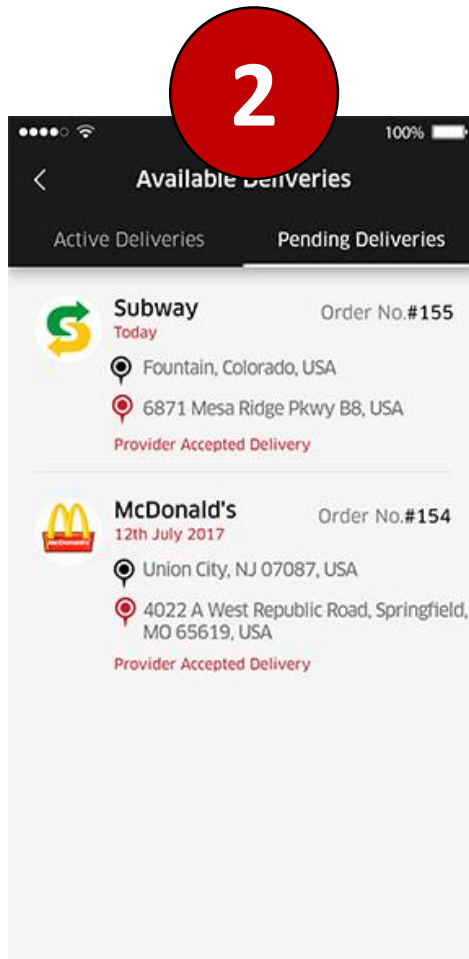 2
100%
Available Deliveries
Active Deliveries
Pending Deliveries
Subway
Order No.#155
Today
Fountain, Colorado, USA
6871 Mesa Ridge Pkwy B8, USA
Provider Accepted Delivery
McDonald's
Order No.#154
12th July 2017
Union City, NJ 07087, USA
4022 A West Republic Road, Springfield,
MO 65619, USA
Provider Accepted Delivery